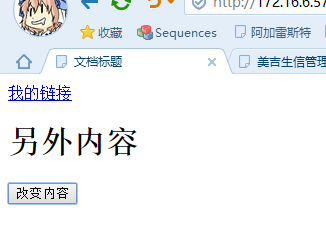 http://172.16.6.57
收藏 Sequences 阿加雷斯特
文档标题 美吉生信管理
我的链接
另外内容
改变内容